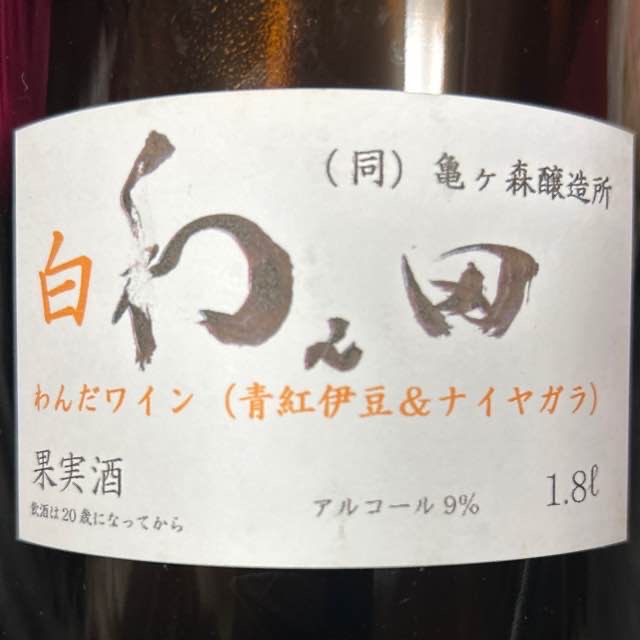 (同) 亀ヶ森醸造所
白 わん田
わんだワイン (青紅伊豆&ナイヤガラ)
果実酒
飲酒は20歳になってから
アルコール9%
1.8ℓ